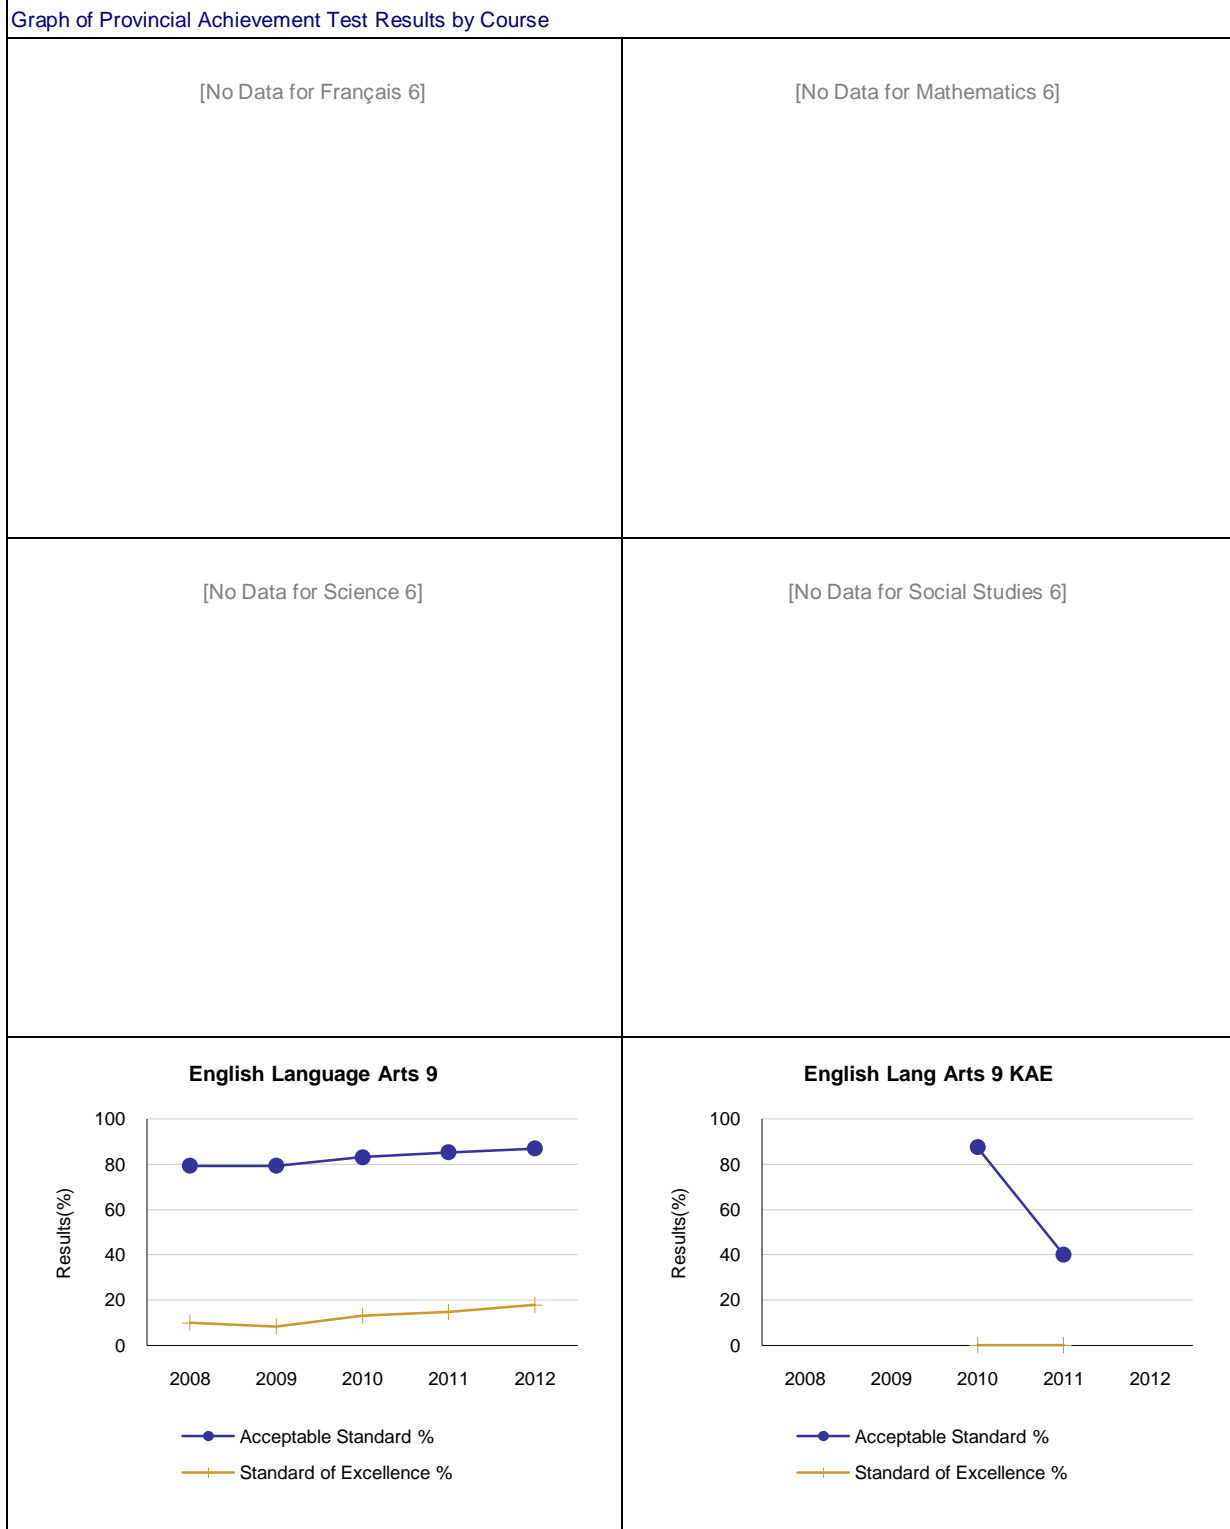 Graph of Provincial Achievement Test Results by Course
[No Data for Français 6]
[No Data for Mathematics 6]
[No Data for Science 6]
[No Data for Social Studies 6]
English Language Arts 9
100
80
60
40
20
0
Results(%)
2008 2009 2010 2011 2012
Acceptable Standard %
Standard of Excellence %
English Lang Arts 9 KAE
100
80
60
40
20
0
Results(%)
2008 2009 2010 2011 2012
Acceptable Standard %
Standard of Excellence %